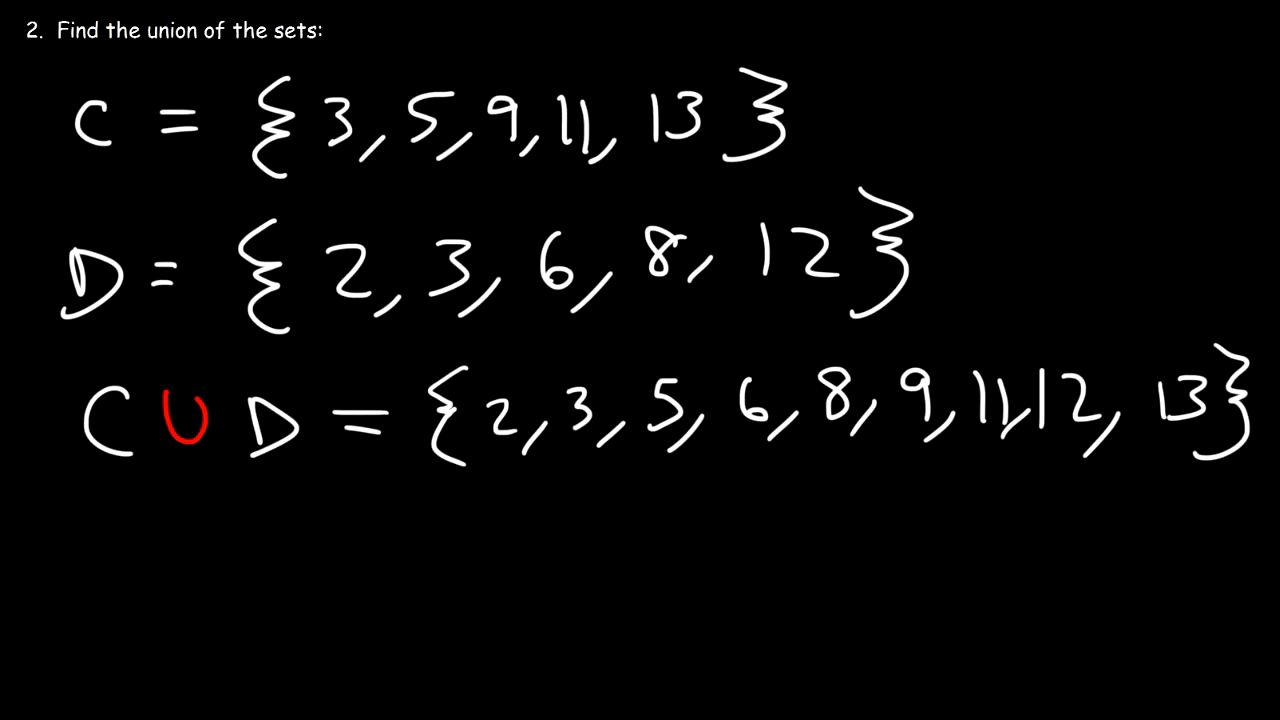 2. Find the union of the sets:
C = {3, 5, 9, 11, 13}
D = {2, 3, 6, 8, 12}
C ∪ D = {2, 3, 5, 6, 8, 9, 11, 12, 13}